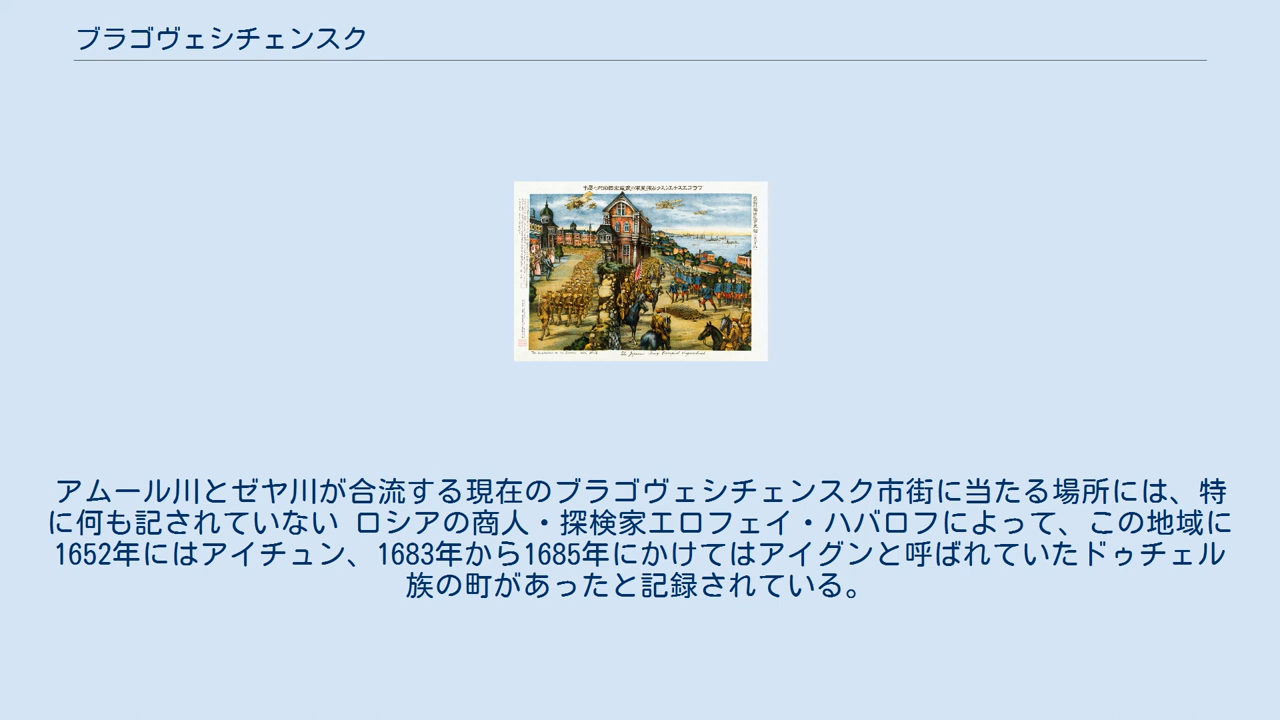 ブラゴヴェシチェンスク
アムール川とゼヤ川が合流する現在のブラゴヴェシチェンスク市街に当たる場所には、特
に何も記されていない ロシアの商人・探検家エロフェイ・ハバロフによって、この地域に
1652年にはアイチュン、1683年から1685年にかけてはアイグンと呼ばれていたドゥチェル
族の町があったと記録されている。